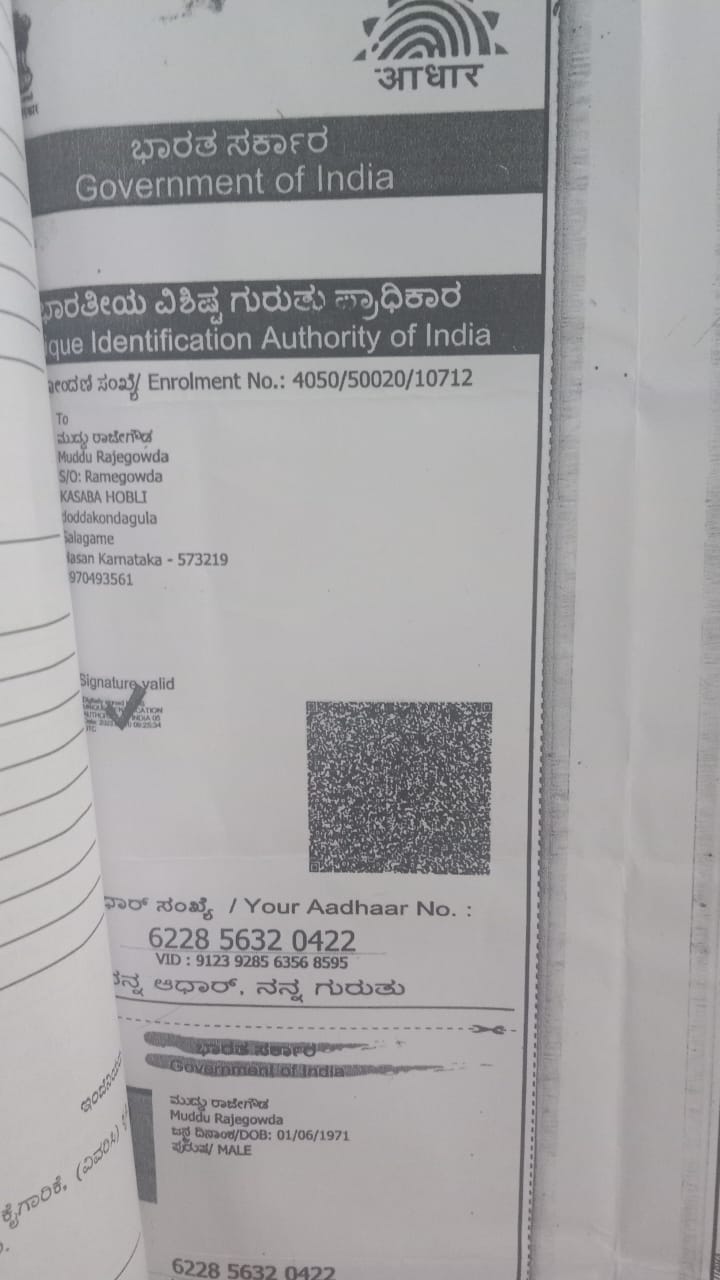 आधार
ಭಾರತ ಸರ್ಕಾರ
Government of India
ಭಾರತೀಯ ವಿಶಿಷ್ಟ ಗುರುತು ಪ್ರಾಧಿಕಾರ
ique Identification Authority of India
ಸಂಖ್ಯೆ/ Enrolment No.: 4050/50020/10712
To
ಮುದ್ದು ರಾಜೇಗೌಡ
Muddu Rajegowda
S/O: Ramegowda
KASABA HOBLI
doddakondagula
Salagame
Hasan Karnataka - 573219
970493561
Signature valid
ಸಂಖ್ಯೆ / Your Aadhaar No. :
6228 5632 0422
VID : 9123 9285 6356 8595
ನನ್ನ ಆಧಾರ್, ನನ್ನ ಗುರುತು
ಭಾರತ ಸರ್ಕಾರ
Government of India
ಮುದ್ದು ರಾಜೇಗೌಡ
Muddu Rajegowda
ಜನ್ಮ ದಿನಾಂಕ/DOB: 01/06/1971
ಪುರುಷ/ MALE
6228 5632 0422
(ವಿವರಿಸಿ)